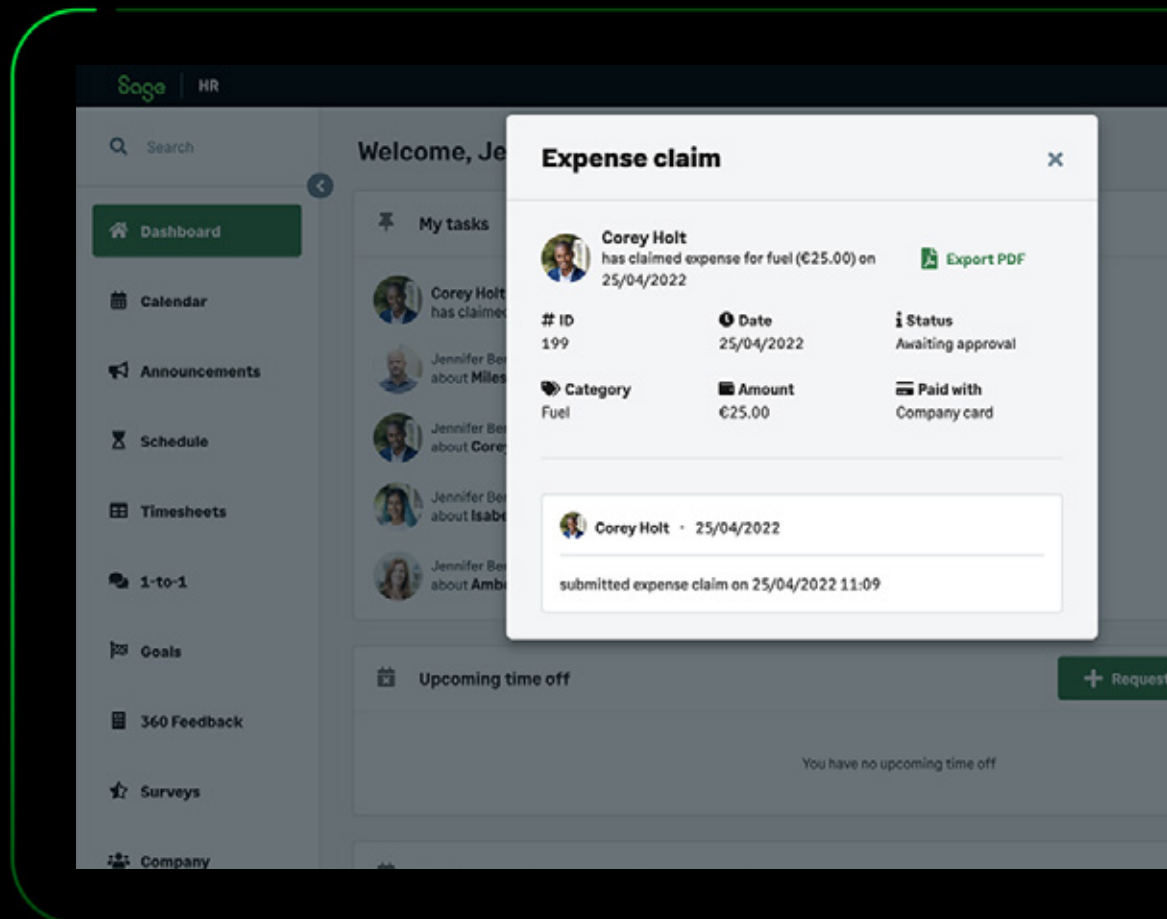 Sage HR
Search
Dashboard
Calendar
Announcements
Schedule
Timesheets
1-to-1
Goals
360 Feedback
Surveys
Company
Welcome, Je
My tasks
Corey Holt
has claimed
Jennifer Ber
about Miles
Jennifer Ber
about Corey
Jennifer Ber
about Isabe
Jennifer Ber
about Amb
Expense claim
Corey Holt
has claimed expense for fuel (€25.00) on
25/04/2022
Export PDF
# ID Date Status
199 25/04/2022 Awaiting approval
Category Amount Paid with
Fuel €25.00 Company card
Corey Holt · 25/04/2022
submitted expense claim on 25/04/2022 11:09
Upcoming time off
+ Request
You have no upcoming time off